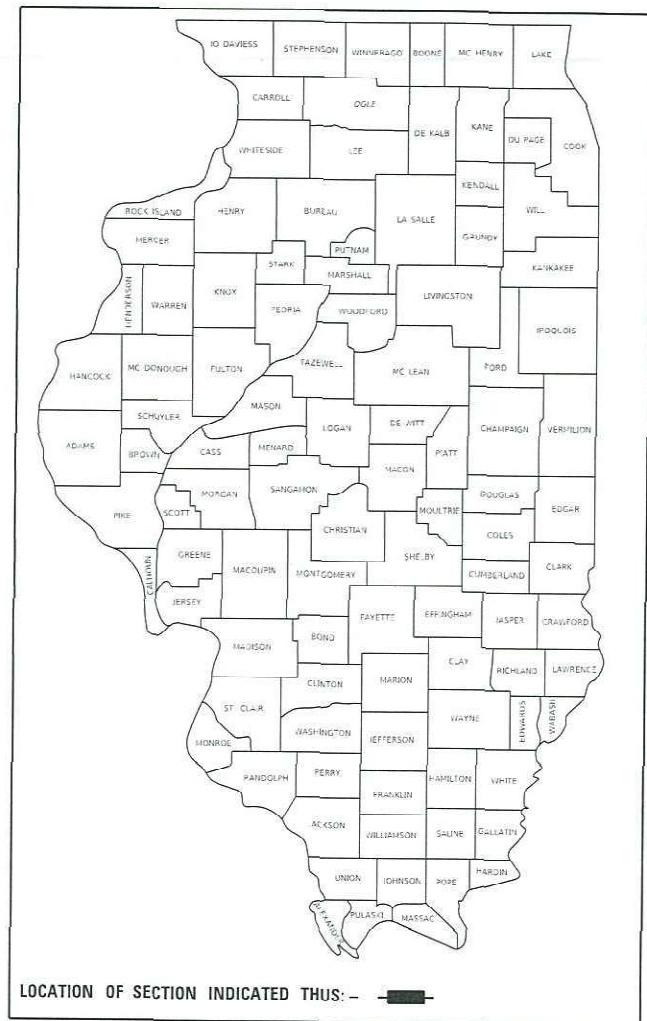 JO DAVIESS STEPHENSON WINNEBAGO BOONE MC HENRY LAKE
CARROLL OGLE DE KALB KANE DU PAGE COOK
WHITESIDE LEE
KENDALL
ROCK ISLAND HENRY BUREAU LA SALLE WILL
MERCER PUTNAM GRUNDY
STARK MARSHALL KANKAKEE
HENDERSON WARREN KNOX PEORIA WOODFORD LIVINGSTON
IROQUOIS
HANCOCK MC DONOUGH FULTON TAZEWELL MC LEAN FORD
MASON
SCHUYLER LOGAN DE WITT CHAMPAIGN VERMILION
ADAMS BROWN CASS MENARD MACON PIATT
MORGAN SANGAMON DOUGLAS
PIKE SCOTT CHRISTIAN MOULTRIE EDGAR
COLES
GREENE MACOUPIN MONTGOMERY SHELBY
CALHOUN CUMBERLAND CLARK
JERSEY
FAYETTE EFFINGHAM JASPER CRAWFORD
MADISON BOND
CLAY RICHLAND LAWRENCE
CLINTON MARION
ST. CLAIR WAYNE EDWARDS WABASH
WASHINGTON JEFFERSON
MONROE
RANDOLPH PERRY HAMILTON WHITE
FRANKLIN
ACKSON WILLIAMSON SALINE GALLATIN
UNION JOHNSON POPE HARDIN
ALEXANDER PULASKI MASSAC
LOCATION OF SECTION INDICATED THUS: –